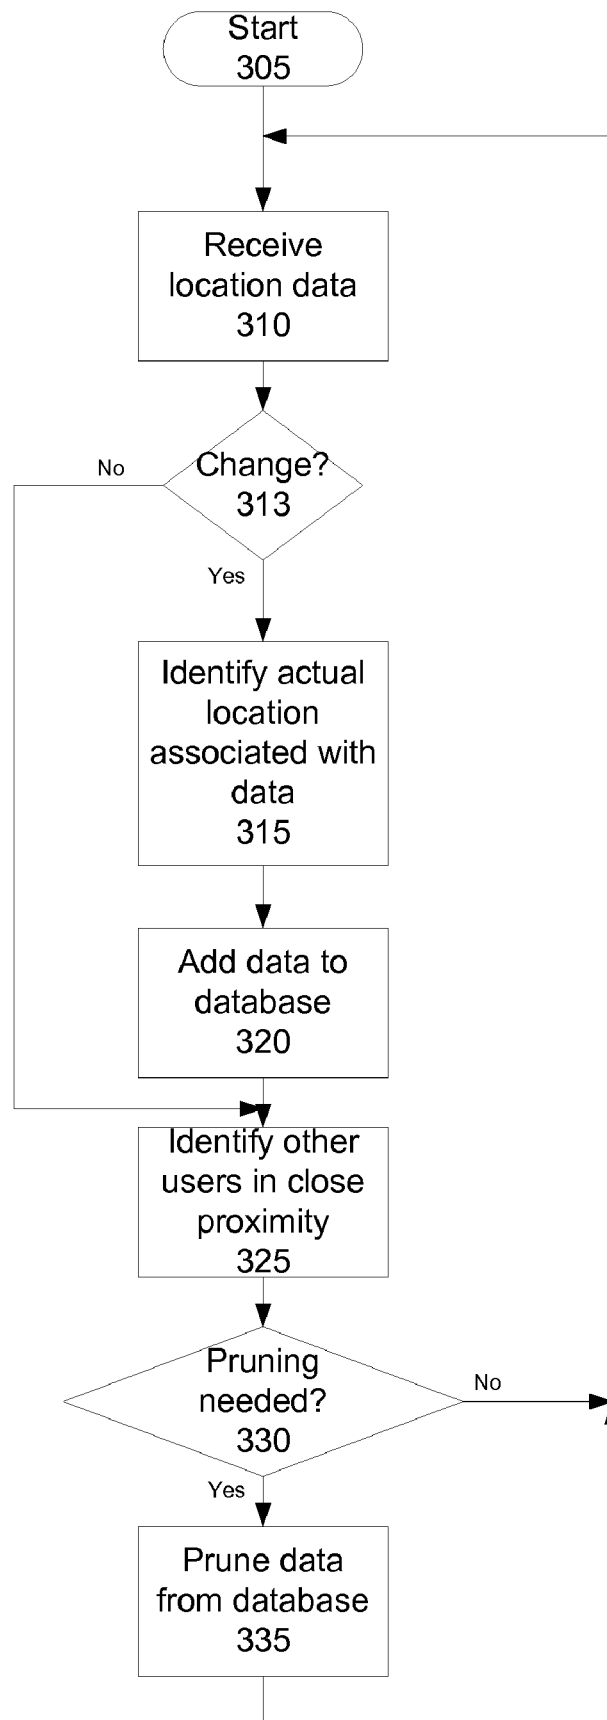 Start
305
Receive
location data
310
Change?
313
No
Yes
Identify actual
location
associated with
data
315
Add data to
database
320
Identify other
users in close
proximity
325
Pruning
needed?
330
No
Yes
Prune data
from database
335